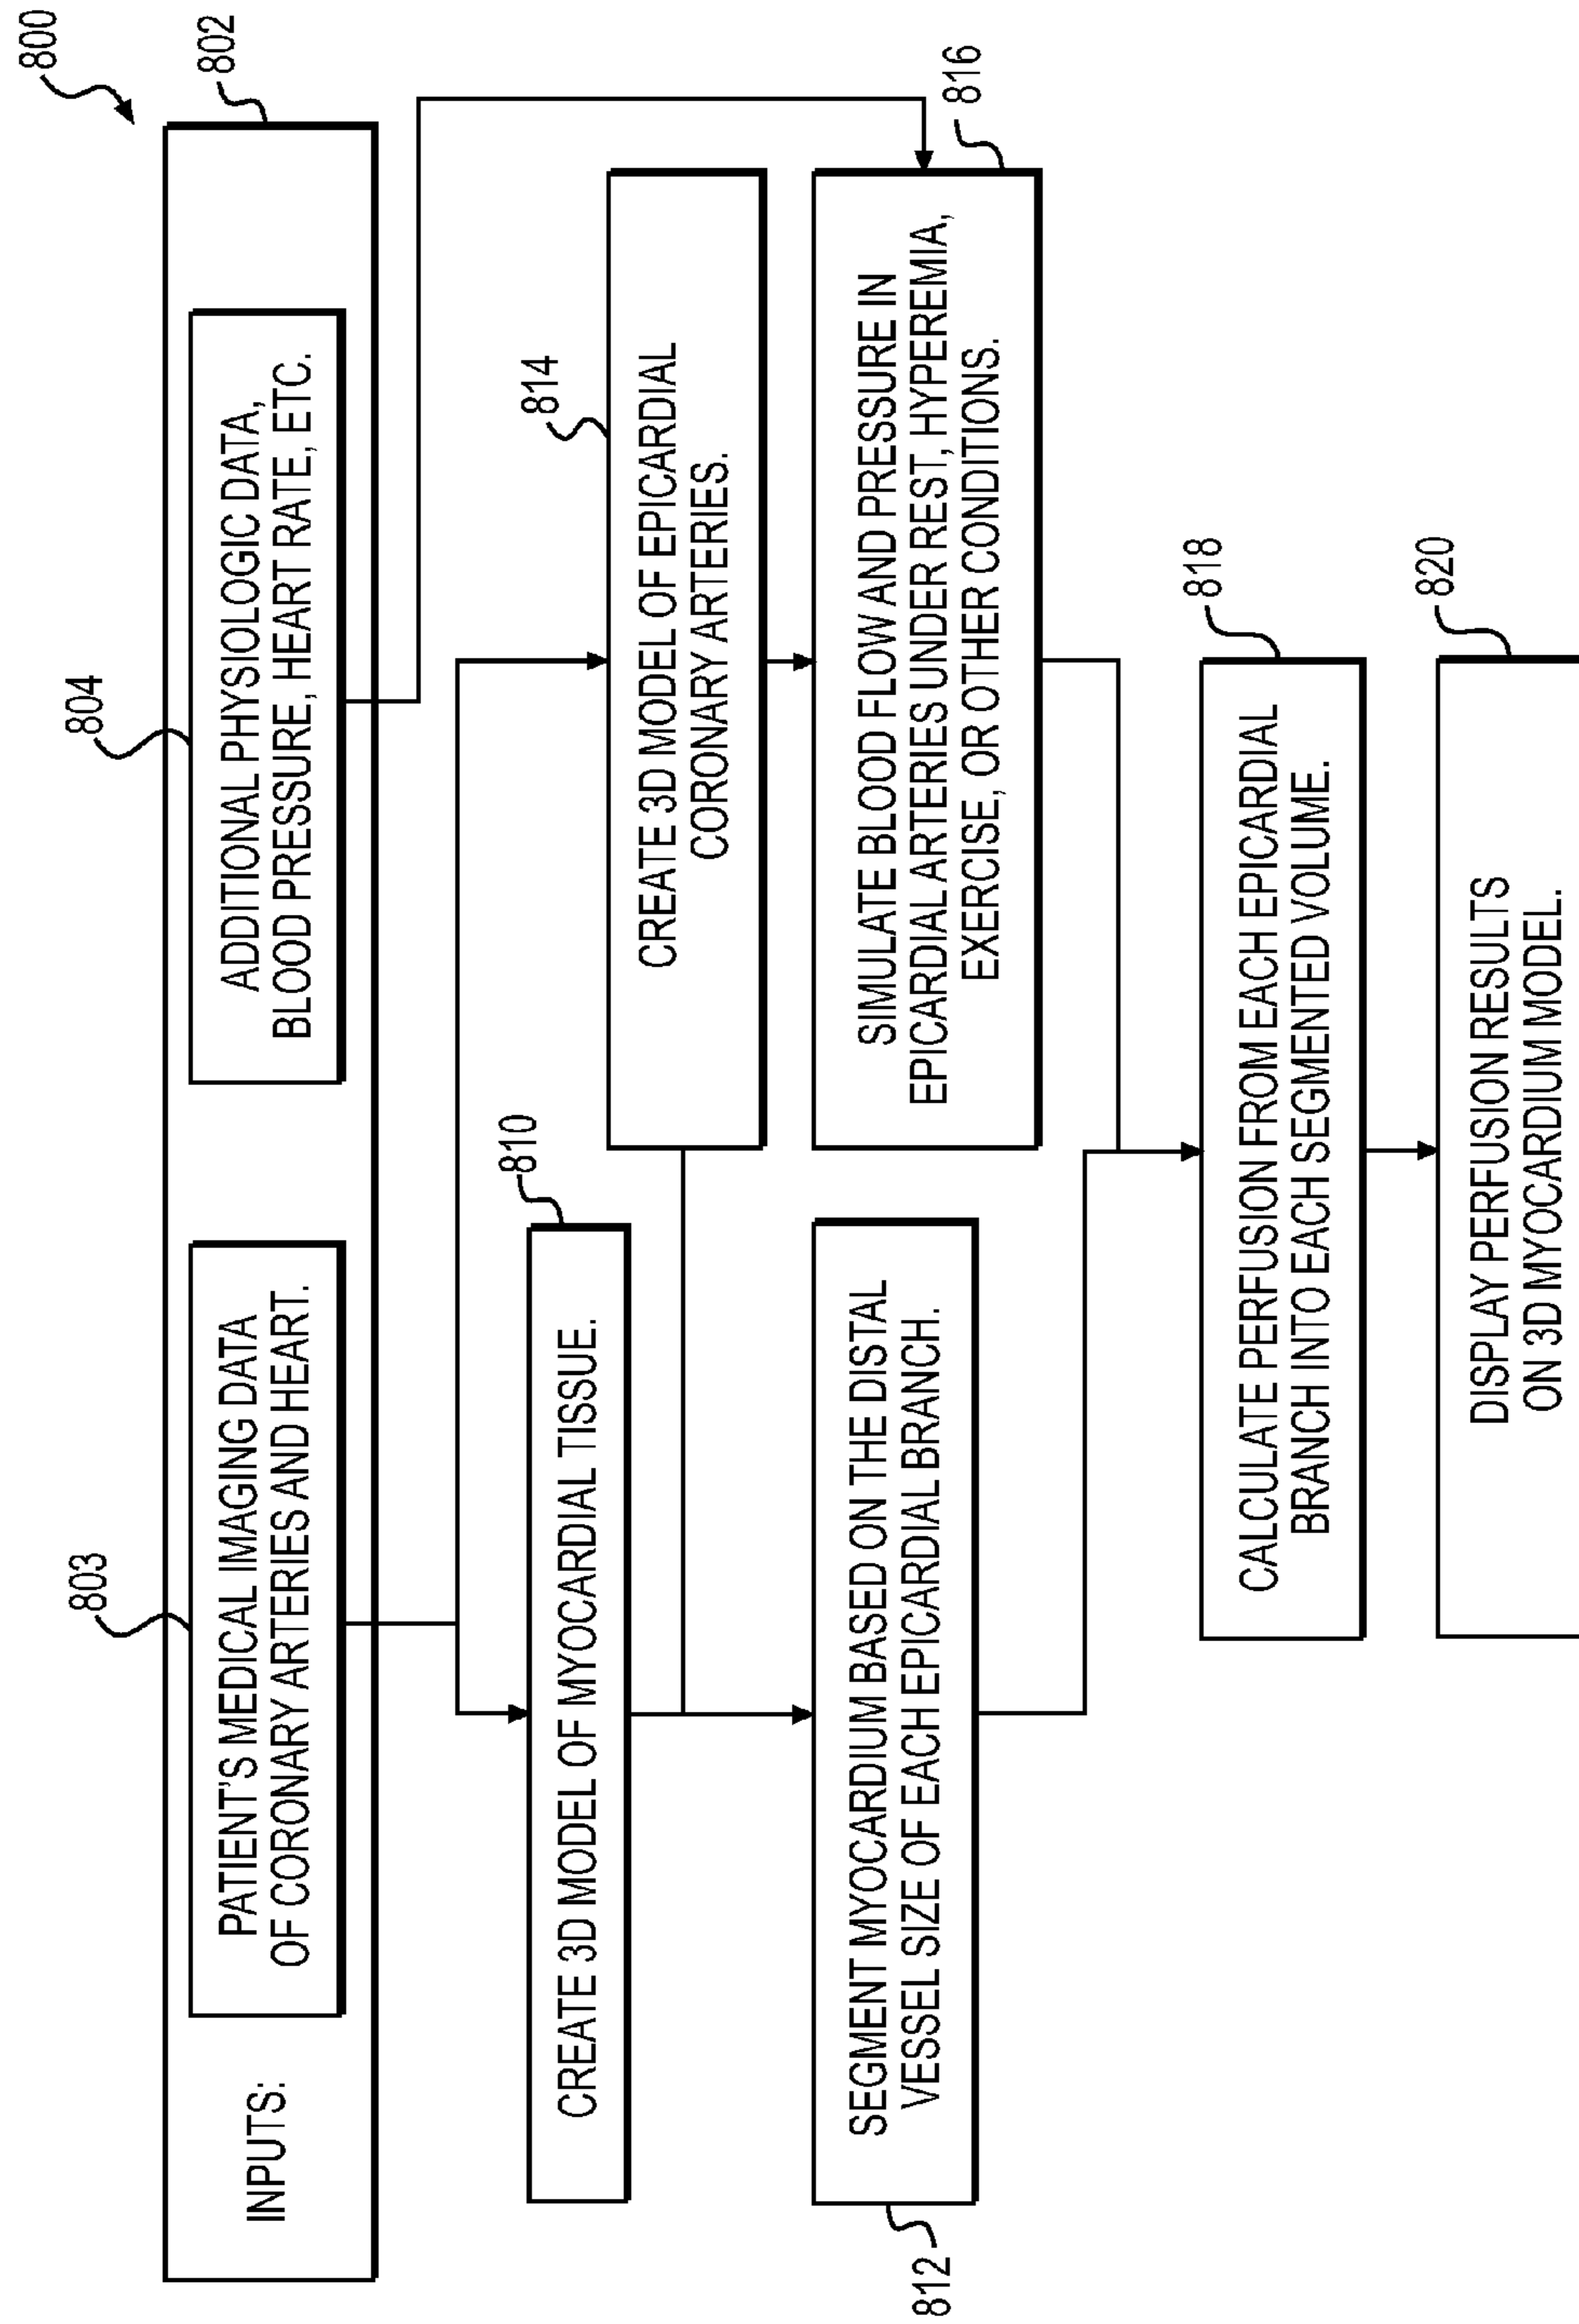 800
802
INPUTS:
803
PATIENT'S MEDICAL IMAGING DATA
OF CORONARY ARTERIES AND HEART.
804
ADDITIONAL PHYSIOLOGIC DATA,
BLOOD PRESSURE, HEART RATE, ETC.
810
CREATE 3D MODEL OF MYOCARDIAL TISSUE.
814
CREATE 3D MODEL OF EPICARDIAL
CORONARY ARTERIES.
812
SEGMENT MYOCARDIUM BASED ON THE DISTAL
VESSEL SIZE OF EACH EPICARDIAL BRANCH.
816
SIMULATE BLOOD FLOW AND PRESSURE IN
EPICARDIAL ARTERIES UNDER REST, HYPEREMIA,
EXERCISE, OR OTHER CONDITIONS.
818
CALCULATE PERFUSION FROM EACH EPICARDIAL
BRANCH INTO EACH SEGMENTED VOLUME.
820
DISPLAY PERFUSION RESULTS
ON 3D MYOCARDIUM MODEL.